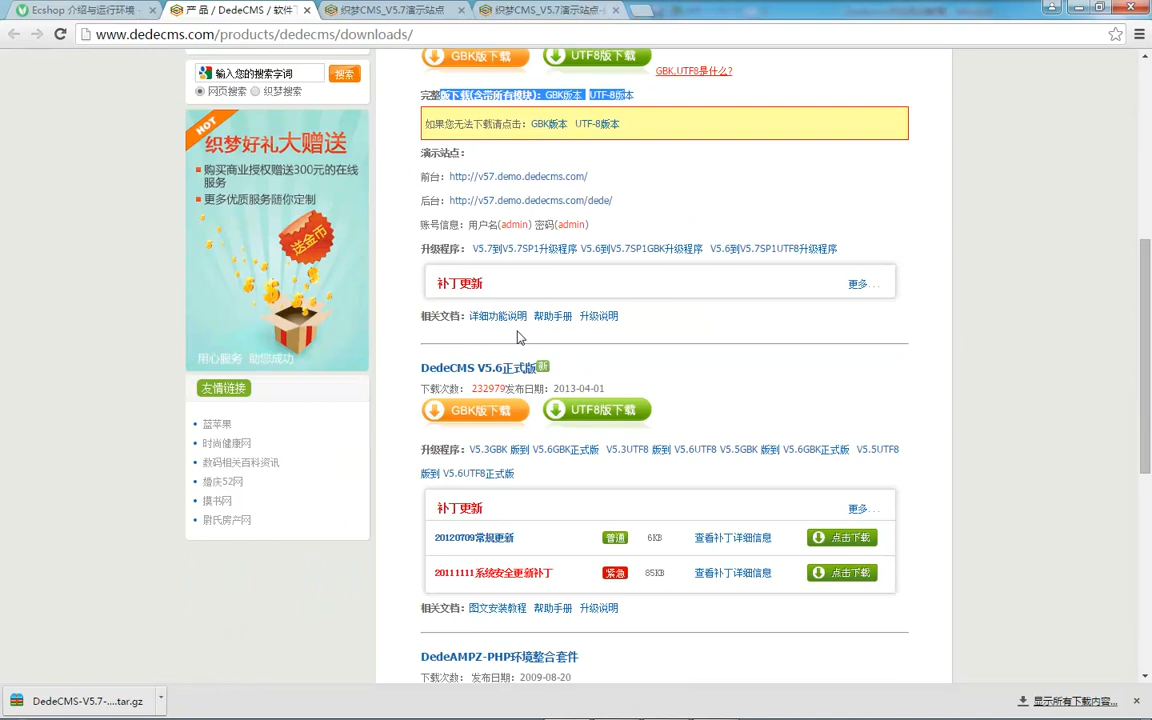 Ecshop 介绍与运行环境
产 品 / DedeCMS / 软件下
织梦CMS_V5.7演示站点
织梦CMS_V5.7演示站点-
www.dedecms.com/products/dedecms/downloads/
输入您的搜索字词
搜索
网页搜索 织梦搜索
HOT
织梦好礼大赠送
购买商业授权赠送300元的在线
服务
更多优质服务随你定制
送金币
用心服务 助您成功
友情链接
蓝苹果
时尚健康网
数码相关百科资讯
婚庆52网
摸书网
尉氏房产网
GBK版下载 UTF8版下载
GBK,UTF8是什么?
完整版下载(含带所有模块): GBK版本 UTF-8版本
如果您无法下载请点击: GBK版本 UTF-8版本
演示站点:
前台: http://v57.demo.dedecms.com/
后台: http://v57.demo.dedecms.com/dede/
账号信息: 用户名(admin) 密码(admin)
升级程序: V5.7到V5.7SP1升级程序 V5.6到V5.7SP1GBK升级程序 V5.6到V5.7SP1UTF8升级程序
补丁更新 更多...
相关文档: 详细功能说明 帮助手册 升级说明
DedeCMS V5.6正式版 新
下载次数: 232979发布日期: 2013-04-01
GBK版下载 UTF8版下载
升级程序: V5.3GBK 版到 V5.6GBK正式版 V5.3UTF8 版到 V5.6UTF8 V5.5GBK 版到 V5.6GBK正式版 V5.5UTF8
版到 V5.6UTF8正式版
补丁更新 更多...
20120709常规更新 普通 6KB 查看补丁详细信息 点击下载
20111111系统安全更新补丁 紧急 85KB 查看补丁详细信息 点击下载
相关文档: 图文安装教程 帮助手册 升级说明
DedeAMPZ-PHP环境整合套件
下载次数: 发布日期: 2009-08-20
DedeCMS-V5.7-....tar.gz
显示所有下载内容...